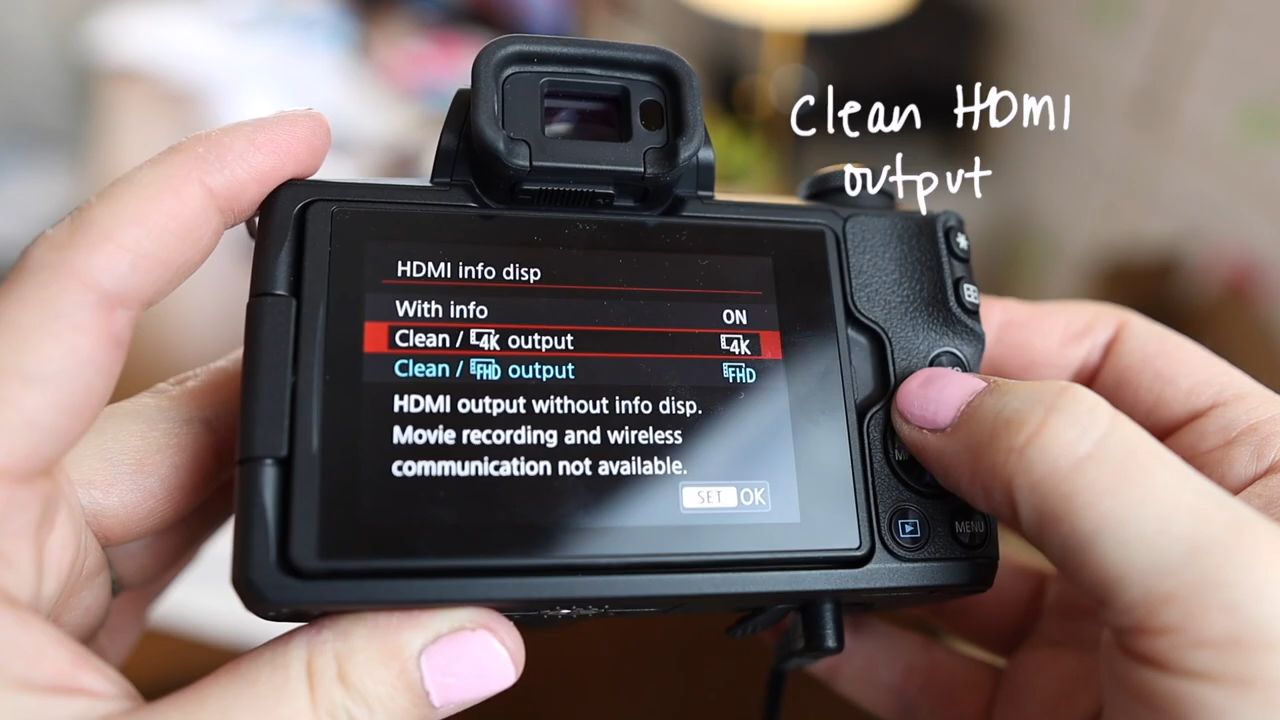 clean HDMI
output
HDMI info disp
With info ON
Clean / 4K output 4K
Clean / FHD output FHD
HDMI output without info disp.
Movie recording and wireless
communication not available.
SET OK
MENU